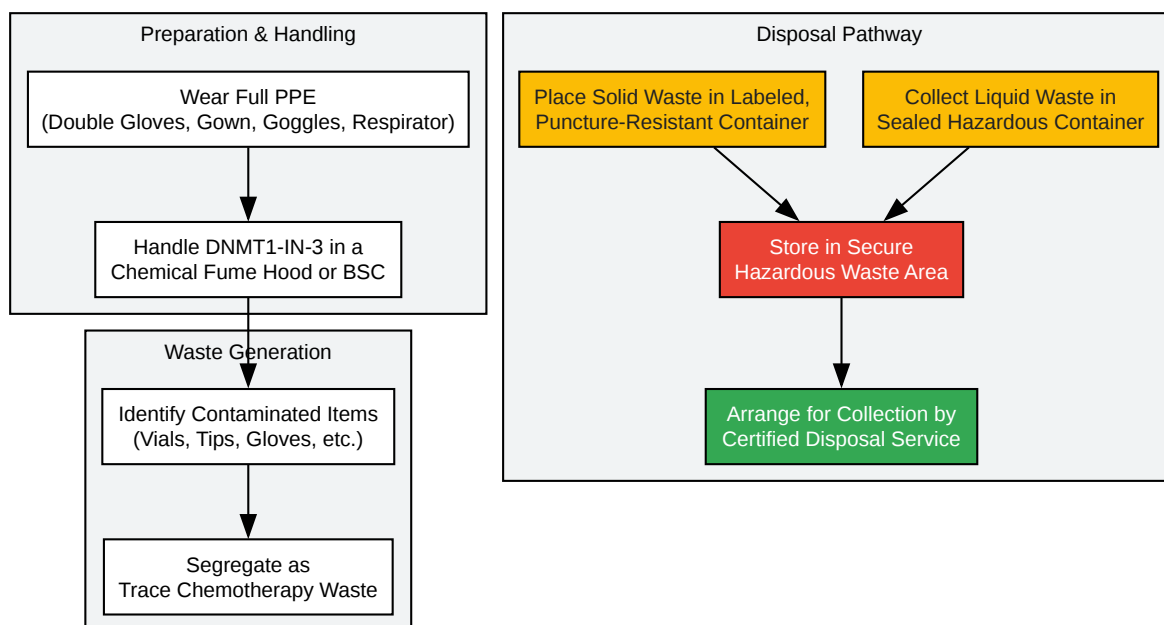 Preparation & Handling
Wear Full PPE
(Double Gloves, Gown, Goggles, Respirator)
Handle DNMT1-IN-3 in a
Chemical Fume Hood or BSC
Waste Generation
Identify Contaminated Items
(Vials, Tips, Gloves, etc.)
Segregate as
Trace Chemotherapy Waste
Disposal Pathway
Place Solid Waste in Labeled,
Puncture-Resistant Container
Collect Liquid Waste in
Sealed Hazardous Container
Store in Secure
Hazardous Waste Area
Arrange for Collection by
Certified Disposal Service